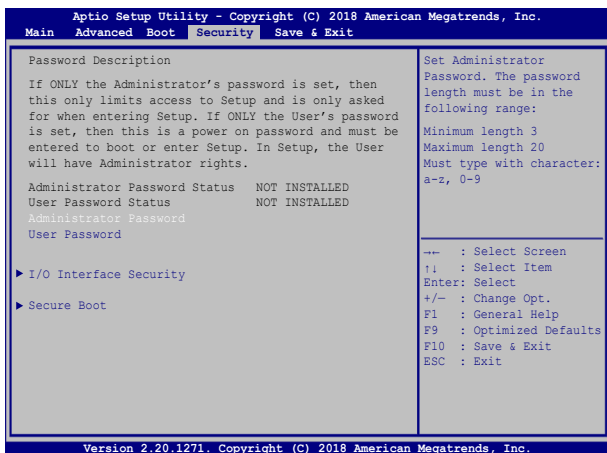 Aptio Setup Utility - Copyright (C) 2018 American Megatrends, Inc.
Main Advanced Boot Security Save & Exit
Password Description
If ONLY the Administrator's password is set, then
this only limits access to Setup and is only asked
for when entering Setup. If ONLY the User's password
is set, then this is a power on password and must be
entered to boot or enter Setup. In Setup, the User
will have Administrator rights.
Administrator Password Status NOT INSTALLED
User Password Status NOT INSTALLED
Administrator Password
User Password
► I/O Interface Security
► Secure Boot
Set Administrator
Password. The password
length must be in the
following range:
Minimum length 3
Maximum length 20
Must type with character:
a-z, 0-9
→← : Select Screen
↑↓ : Select Item
Enter: Select
+/— : Change Opt.
F1 : General Help
F9 : Optimized Defaults
F10 : Save & Exit
ESC : Exit
Version 2.20.1271. Copyright (C) 2018 American Megatrends, Inc.